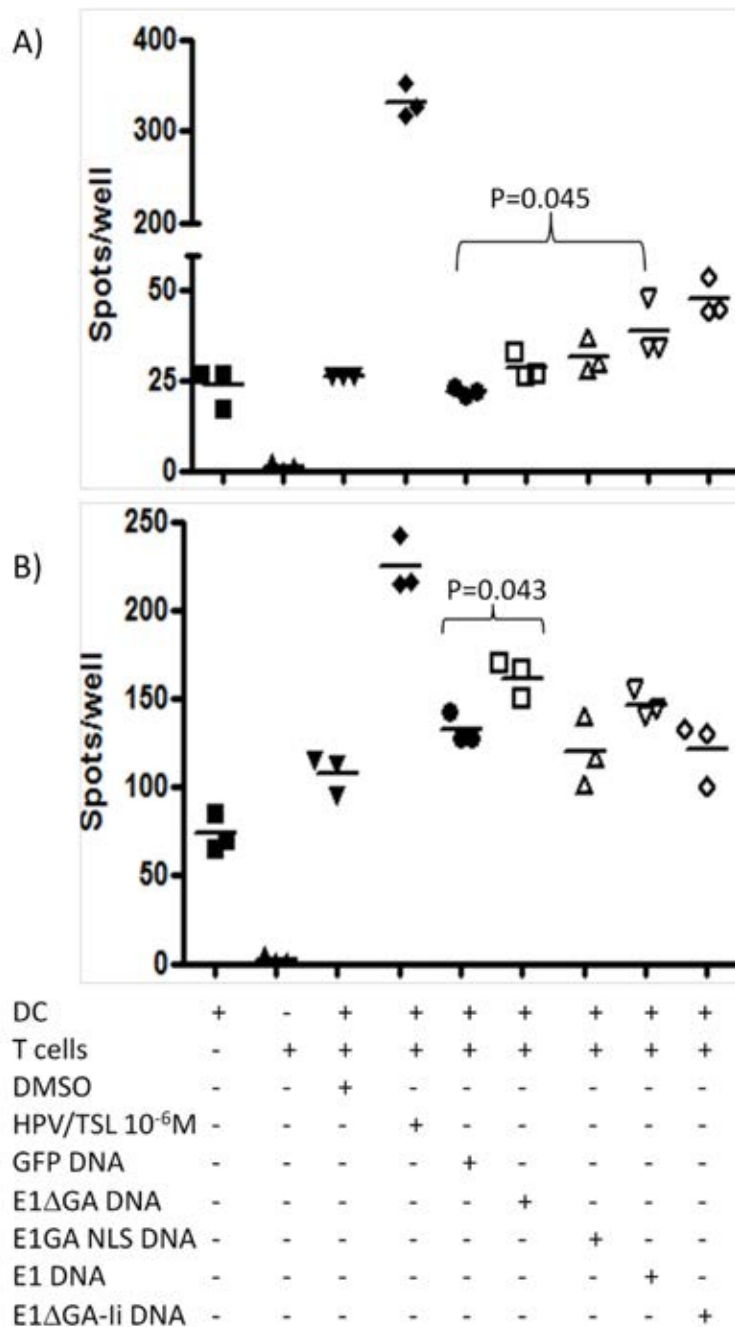 A)
400
300
200
50
25
0
Spots/well
P=0.045
B)
250
200
150
100
50
0
Spots/well
P=0.043
DC + - + + + + + + +
T cells - + + + + + + + +
DMSO - - + - - - - - -
HPV/TSL 10⁻⁶M - - - + - - - - -
GFP DNA - - - - + - - - -
E1ΔGA DNA - - - - - + - - -
E1GA NLS DNA - - - - - - + - -
E1 DNA - - - - - - - + -
E1ΔGA-Ii DNA - - - - - - - - +